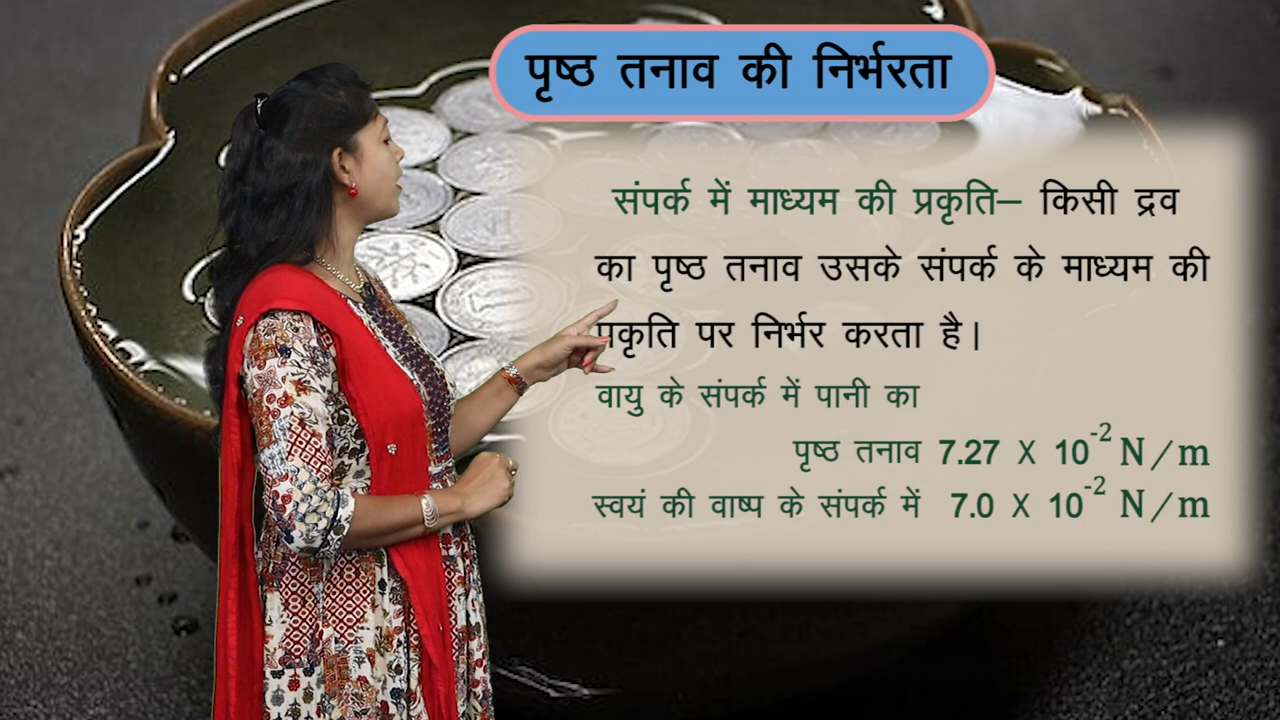 पृष्ठ तनाव की निर्भरता
संपर्क में माध्यम की प्रकृति– किसी द्रव
का पृष्ठ तनाव उसके संपर्क के माध्यम की
प्रकृति पर निर्भर करता है।
वायु के संपर्क में पानी का
पृष्ठ तनाव 7.27 X 10⁻² N/m
स्वयं की वाष्प के संपर्क में 7.0 X 10⁻² N/m